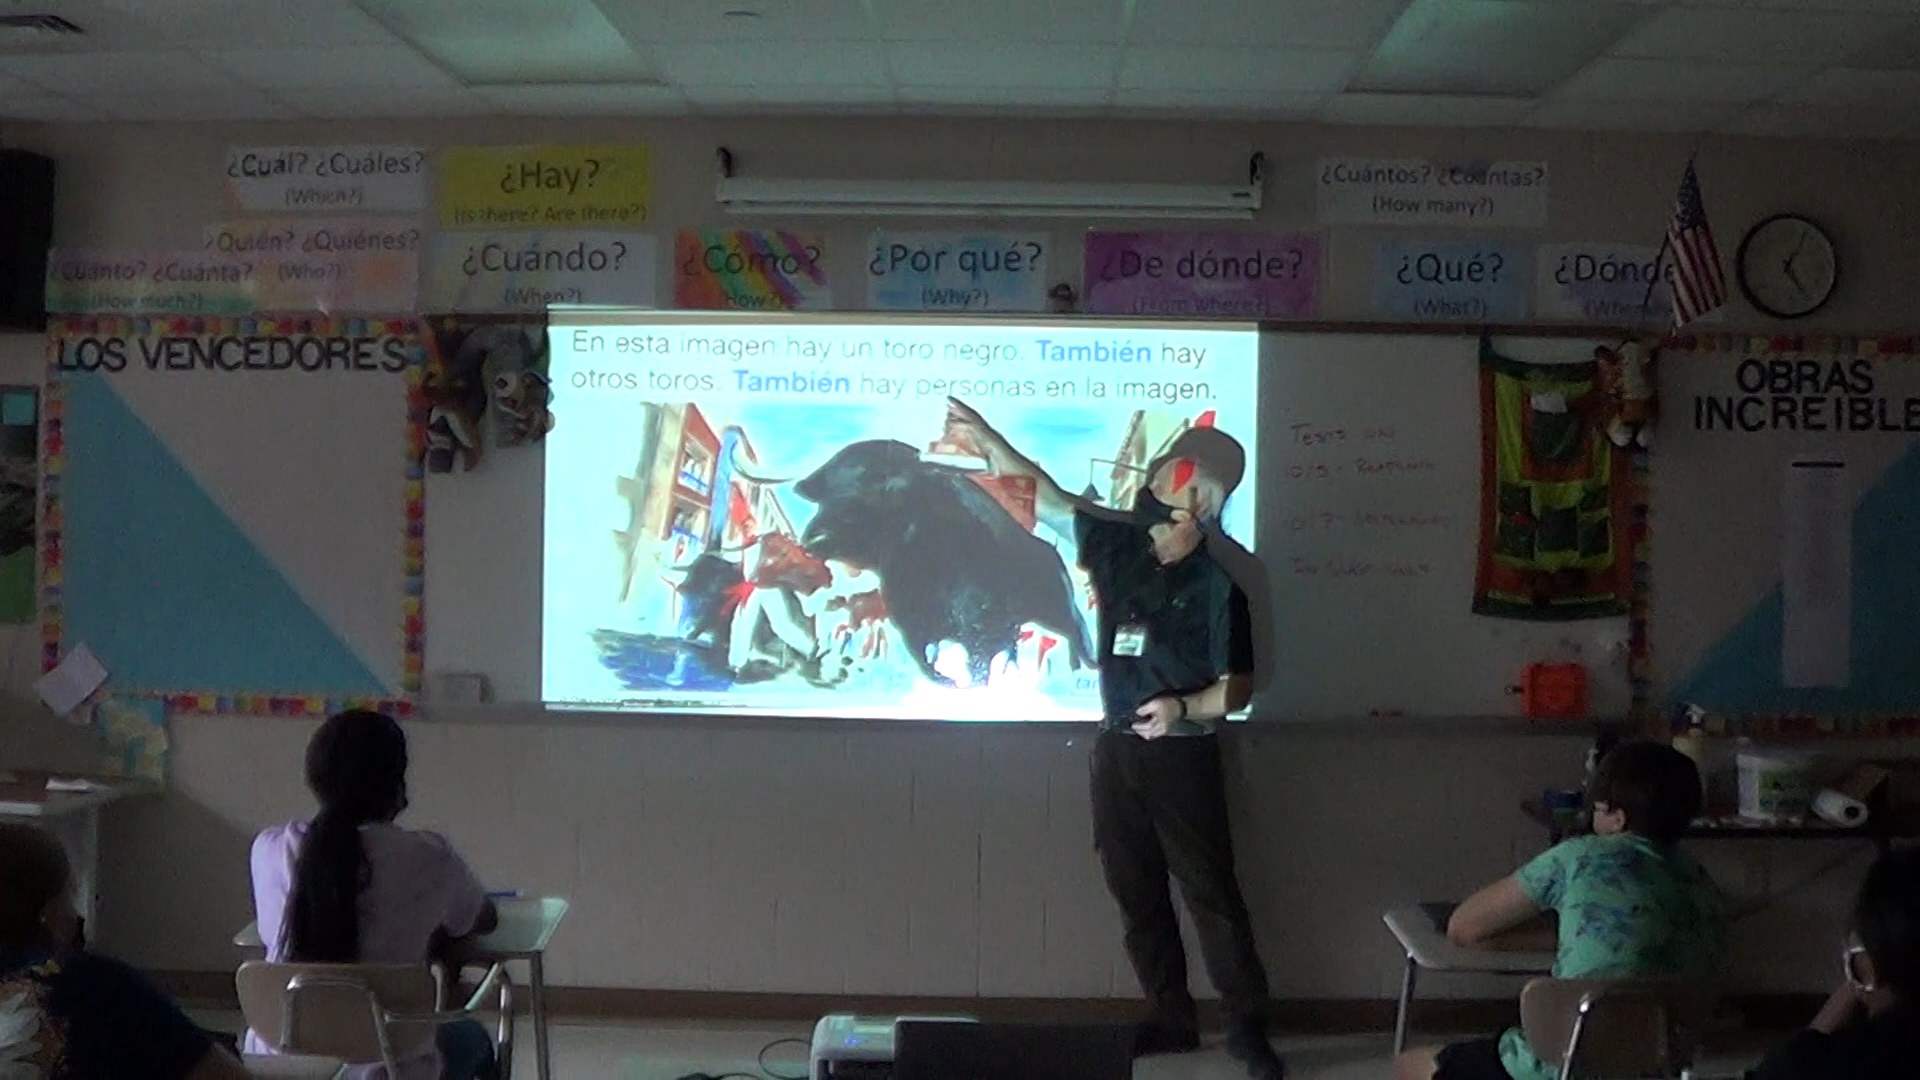 ¿Cuál? ¿Cuáles?
(Which?)
¿Hay?
(Is there? Are there?)
¿Cuántos? ¿Cuántas?
(How many?)
¿Quién? ¿Quiénes?
(Who?)
¿Cuánto? ¿Cuánta?
(How much?)
¿Cuándo?
(When?)
¿Cómo?
(How?)
¿Por qué?
(Why?)
¿De dónde?
(From where?)
¿Qué?
(What?)
¿Dónde
LOS VENCEDORES
En esta imagen hay un toro negro. También hay
otros toros. También hay personas en la imagen.
OBRAS
INCREIBLE